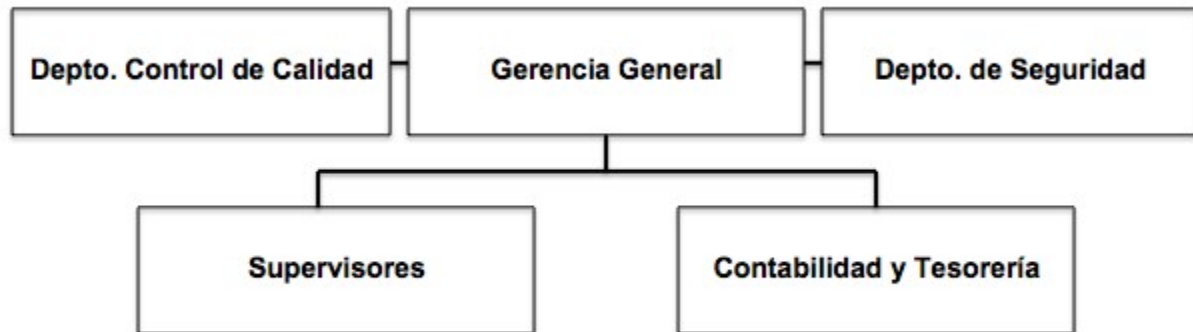 Depto. Control de Calidad
Gerencia General
Depto. de Seguridad
Supervisores
Contabilidad y Tesorería